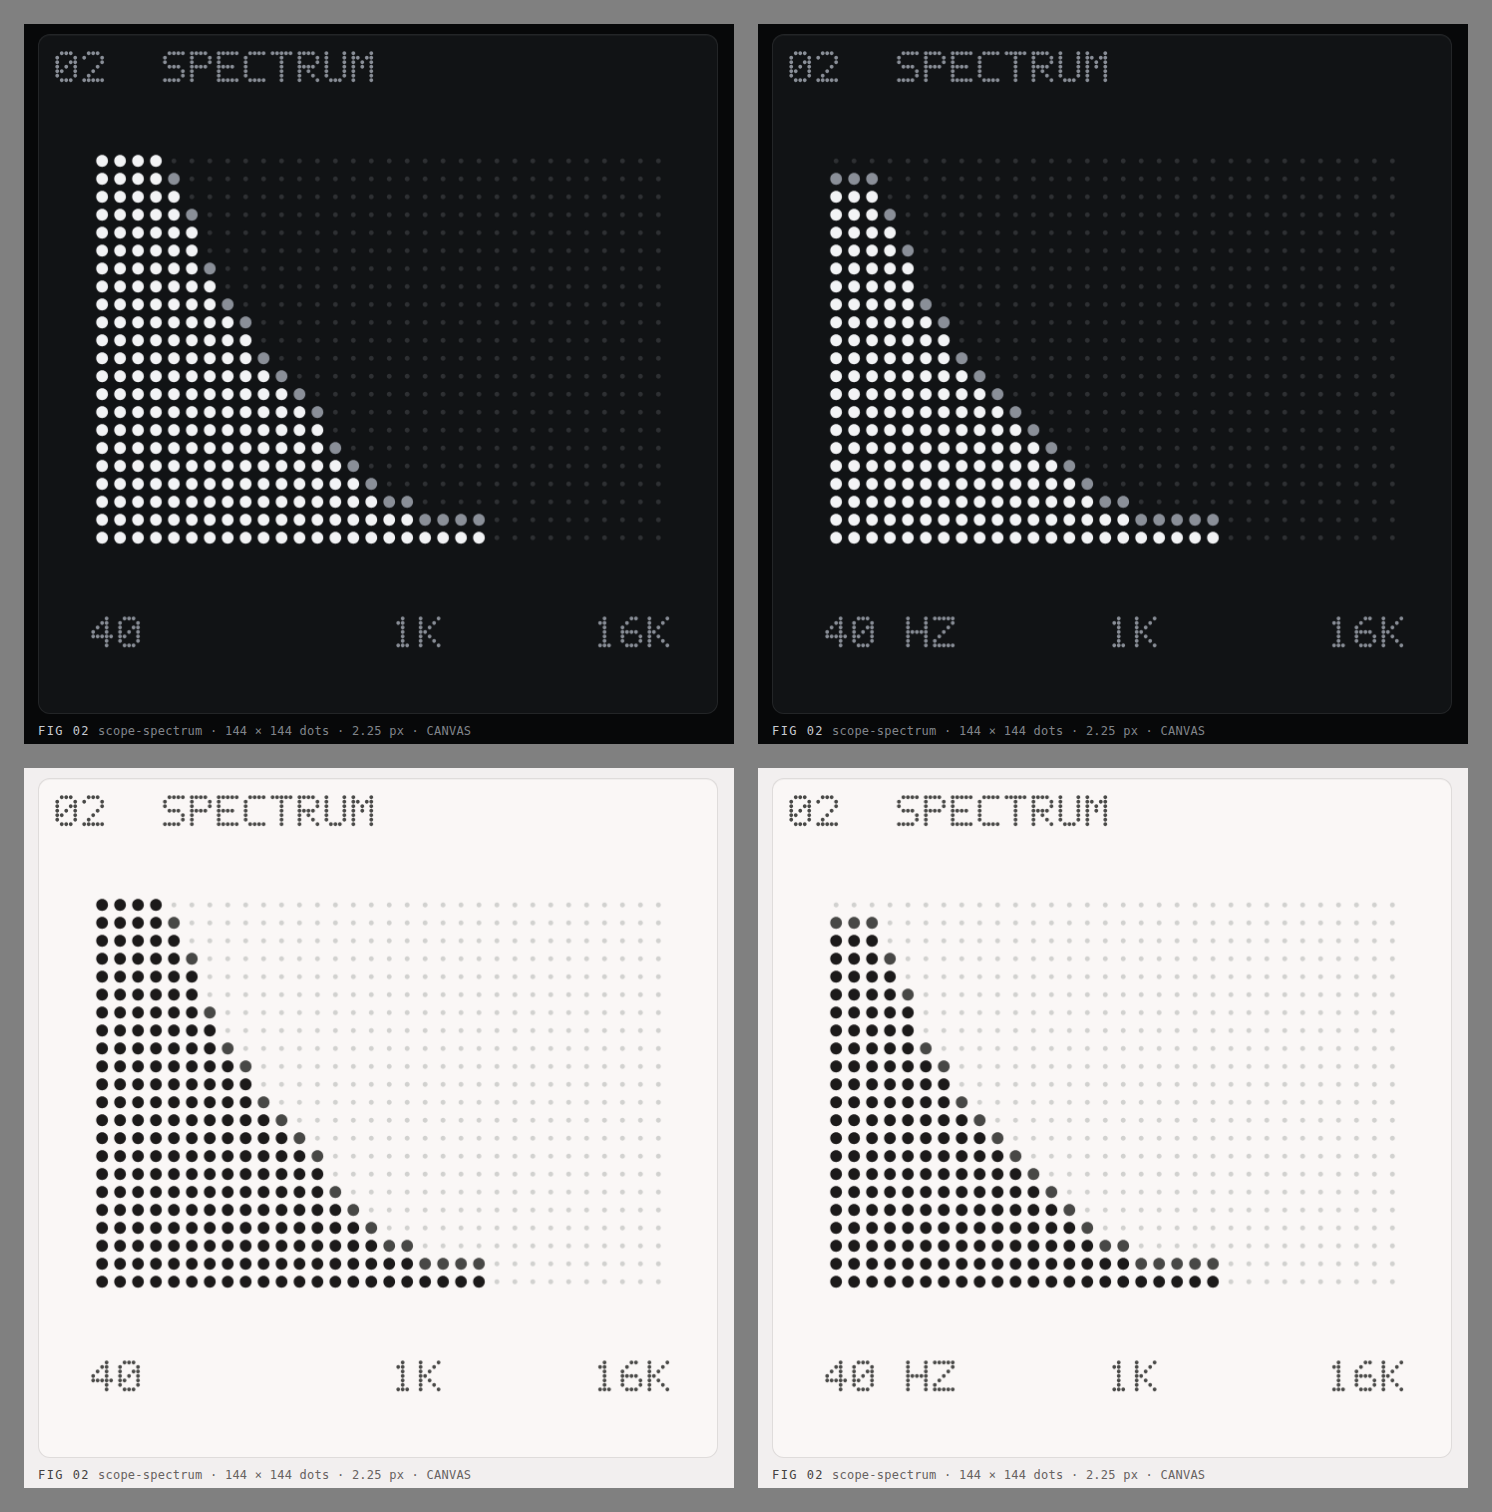 02 SPECTRUM
40 1K 16K
FIG 02 scope-spectrum · 144 × 144 dots · 2.25 px · CANVAS
02 SPECTRUM
40 HZ 1K 16K
FIG 02 scope-spectrum · 144 × 144 dots · 2.25 px · CANVAS
02 SPECTRUM
40 1K 16K
FIG 02 scope-spectrum · 144 × 144 dots · 2.25 px · CANVAS
02 SPECTRUM
40 HZ 1K 16K
FIG 02 scope-spectrum · 144 × 144 dots · 2.25 px · CANVAS